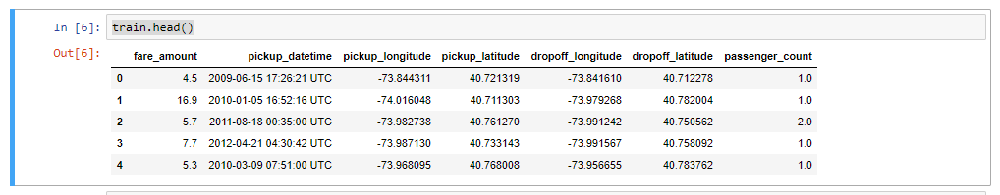 In [6]: train.head()
Out[6]:
fare_amount pickup_datetime pickup_longitude pickup_latitude dropoff_longitude dropoff_latitude passenger_count
0 4.5 2009-06-15 17:26:21 UTC -73.844311 40.721319 -73.841610 40.712278 1.0
1 16.9 2010-01-05 16:52:16 UTC -74.016048 40.711303 -73.979268 40.782004 1.0
2 5.7 2011-08-18 00:35:00 UTC -73.982738 40.761270 -73.991242 40.750562 2.0
3 7.7 2012-04-21 04:30:42 UTC -73.987130 40.733143 -73.991567 40.758092 1.0
4 5.3 2010-03-09 07:51:00 UTC -73.968095 40.768008 -73.956655 40.783762 1.0